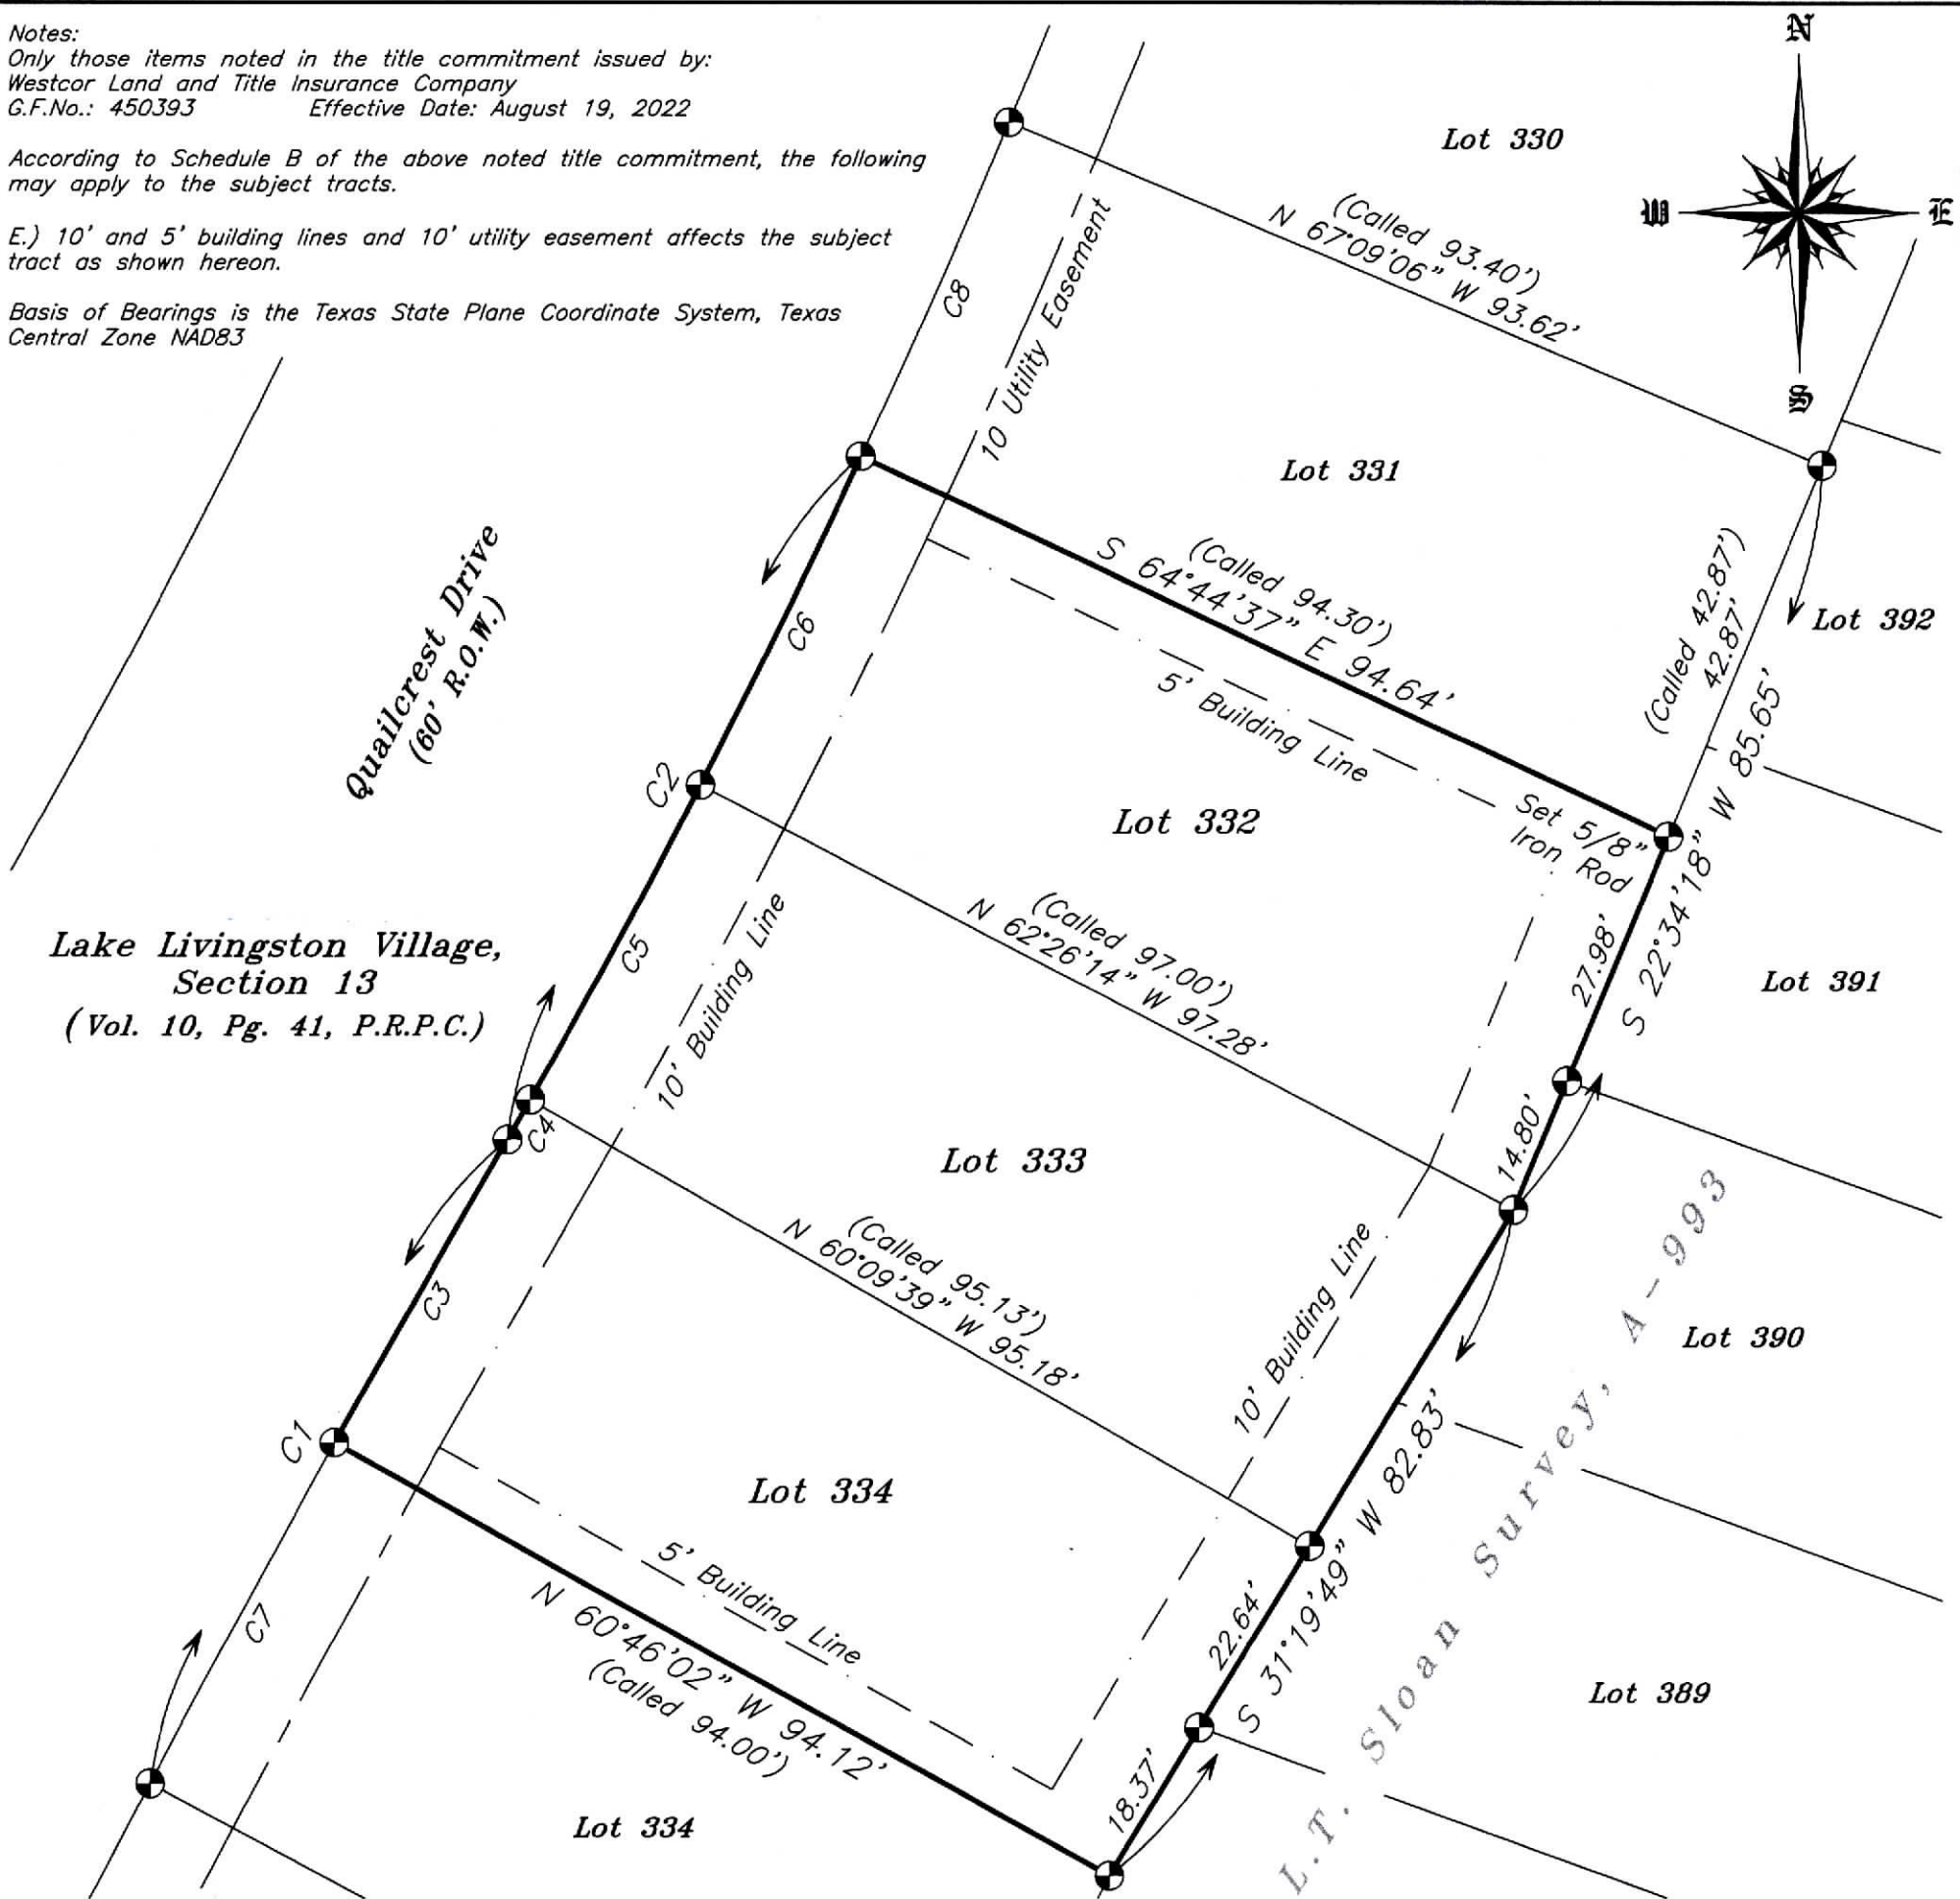 Notes:
Only those items noted in the title commitment issued by:
Westcor Land and Title Insurance Company
G.F.No.: 450393 Effective Date: August 19, 2022
According to Schedule B of the above noted title commitment, the following
may apply to the subject tracts.
E.) 10' and 5' building lines and 10' utility easement affects the subject
tract as shown hereon.
Basis of Bearings is the Texas State Plane Coordinate System, Texas
Central Zone NAD83
N
W
E
S
Lot 330
(Called 93.40')
N 67°09'06" W 93.62'
C8
10 Utility Easement
Lot 331
(Called 94.30')
S 64°44'37" E 94.64'
(Called 42.87')
42.87'
Lot 392
S 22°34'18" W 85.65'
Quailcrest Drive
(60' R.O.W.)
C6
5' Building Line
C2
Lot 332
Set 5/8"
Iron Rod
Lake Livingston Village,
Section 13
(Vol. 10, Pg. 41, P.R.P.C.)
C5
10' Building Line
(Called 97.00')
N 62°26'14" W 97.28'
27.98'
Lot 391
C4
14.80'
Lot 333
C3
(Called 95.13')
N 60°09'39" W 95.18'
10' Building Line
Lot 390
C1
S 31°19'49" W 82.83'
Lot 334
5' Building Line
22.64'
N 60°46'02" W 94.12'
(Called 94.00')
C7
Lot 389
18.37'
L.T. Sloan Survey, A-993
Lot 334